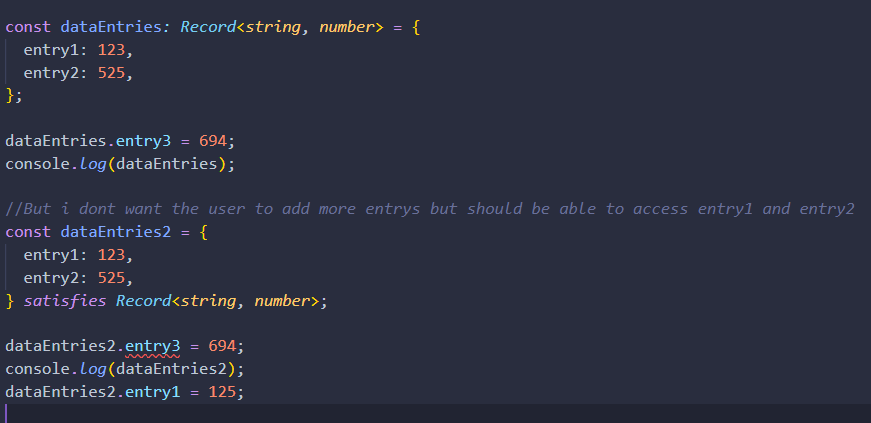 const dataEntries: Record<string, number> = {
  entry1: 123,
  entry2: 525,
};
dataEntries.entry3 = 694;
console.log(dataEntries);
//But i dont want the user to add more entrys but should be able to access entry1 and entry2
const dataEntries2 = {
  entry1: 123,
  entry2: 525,
} satisfies Record<string, number>;
dataEntries2.entry3 = 694;
console.log(dataEntries2);
dataEntries2.entry1 = 125;